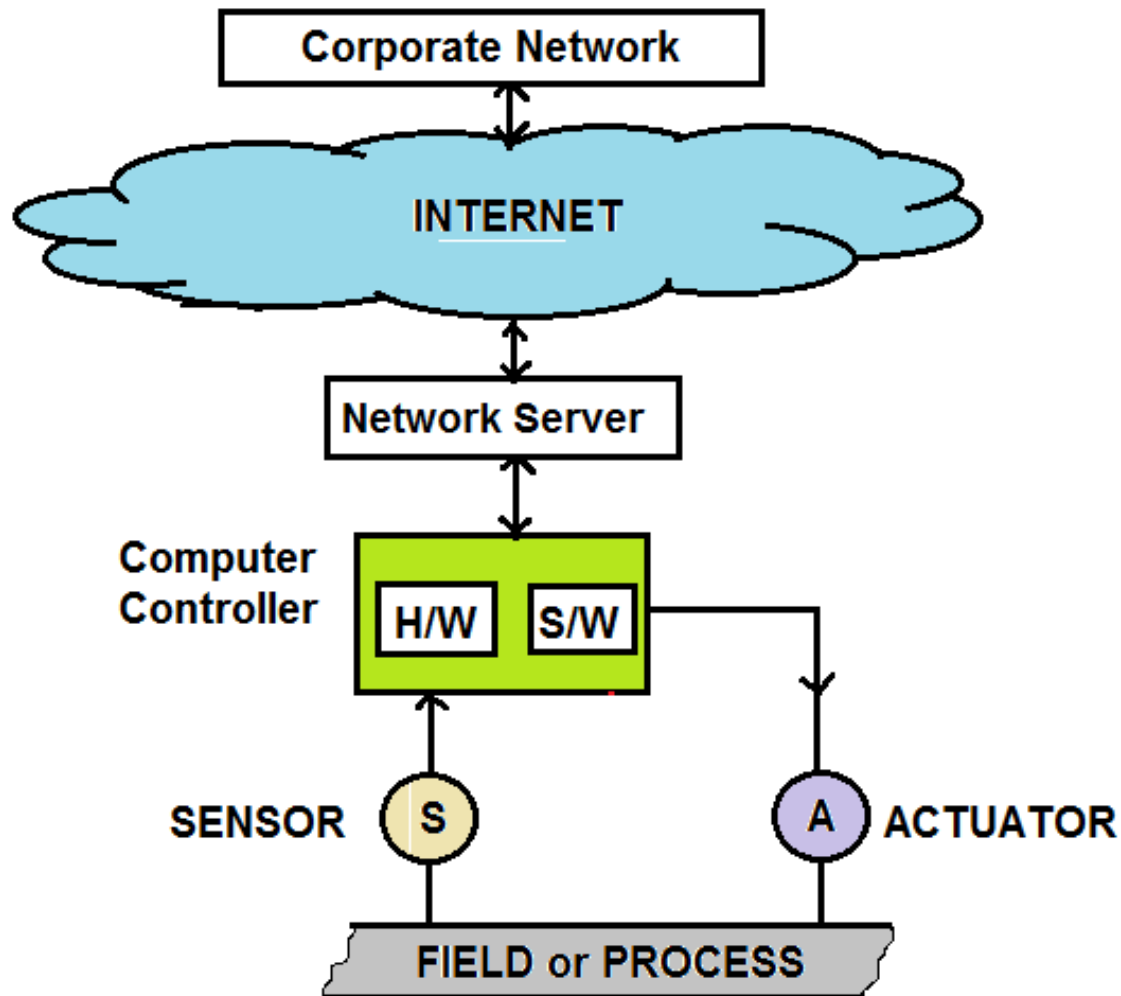 Corporate Network
INTERNET
Network Server
Computer
Controller
H/W
S/W
SENSOR
S
A
ACTUATOR
FIELD or PROCESS